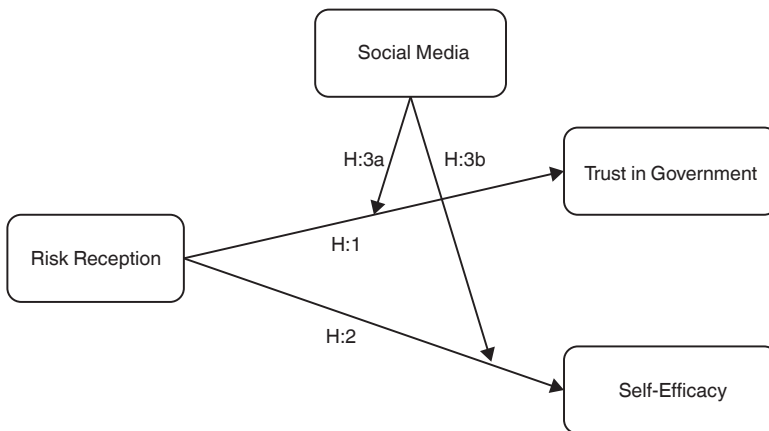 Social Media
H:3a
H:3b
Trust in Government
Risk Reception
H:1
H:2
Self-Efficacy